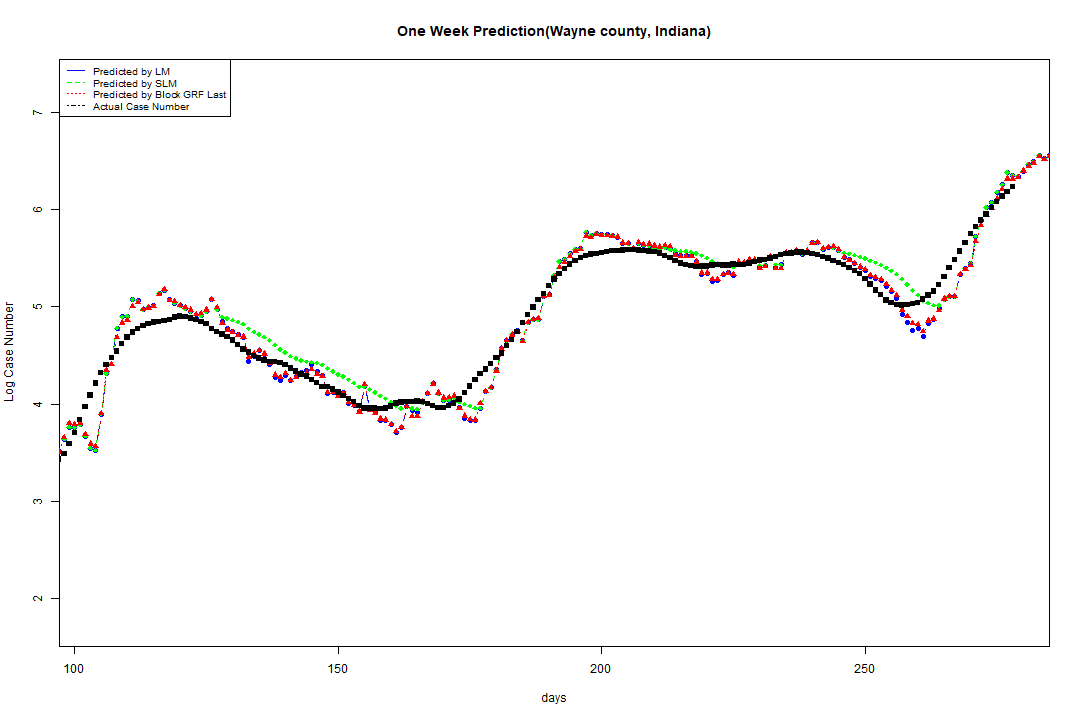 One Week Prediction(Wayne county, Indiana)
Predicted by LM
Predicted by SLM
Predicted by Block GRF Last
Actual Case Number
Log Case Number
7
6
5
4
3
2
100 150 200 250
days